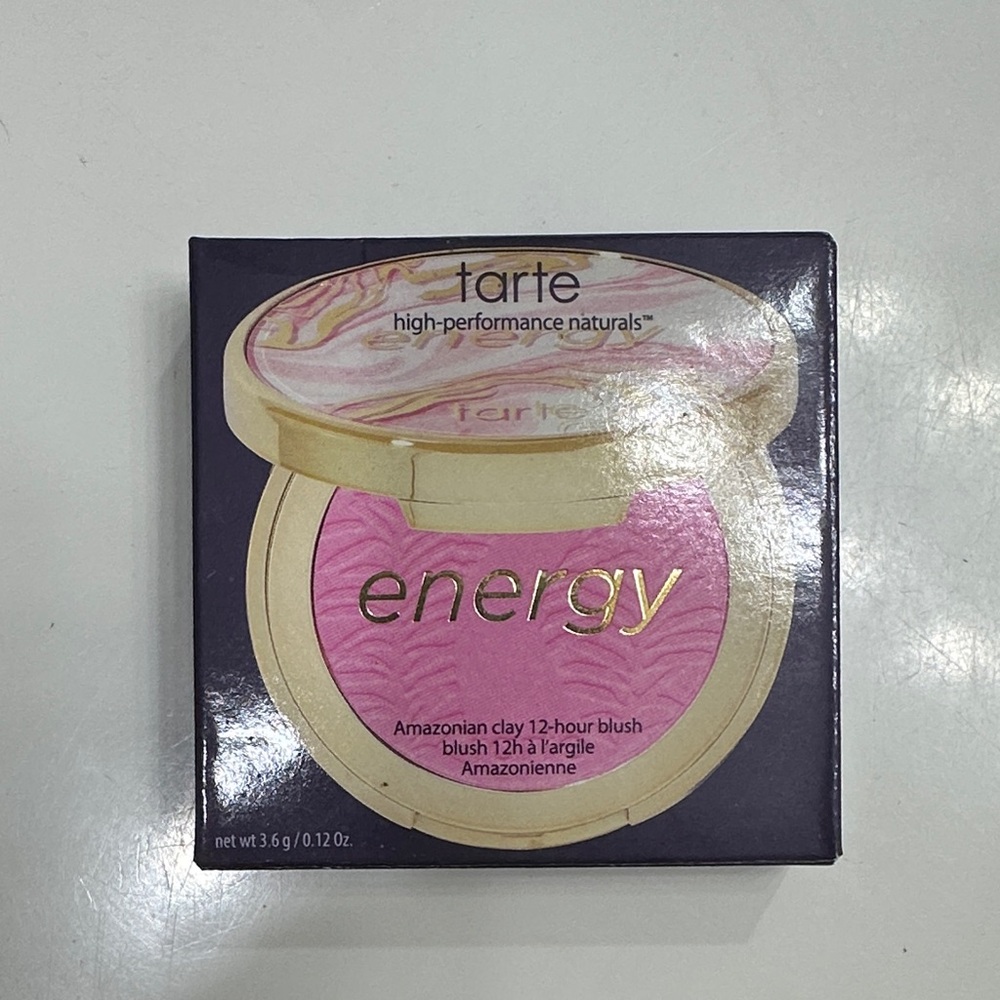 tarte
high-performance naturals™
energy
tarte
energy
Amazonian clay 12-hour blush
blush 12h à l'argile
Amazonienne
net wt 3.6 g / 0.12 Oz.